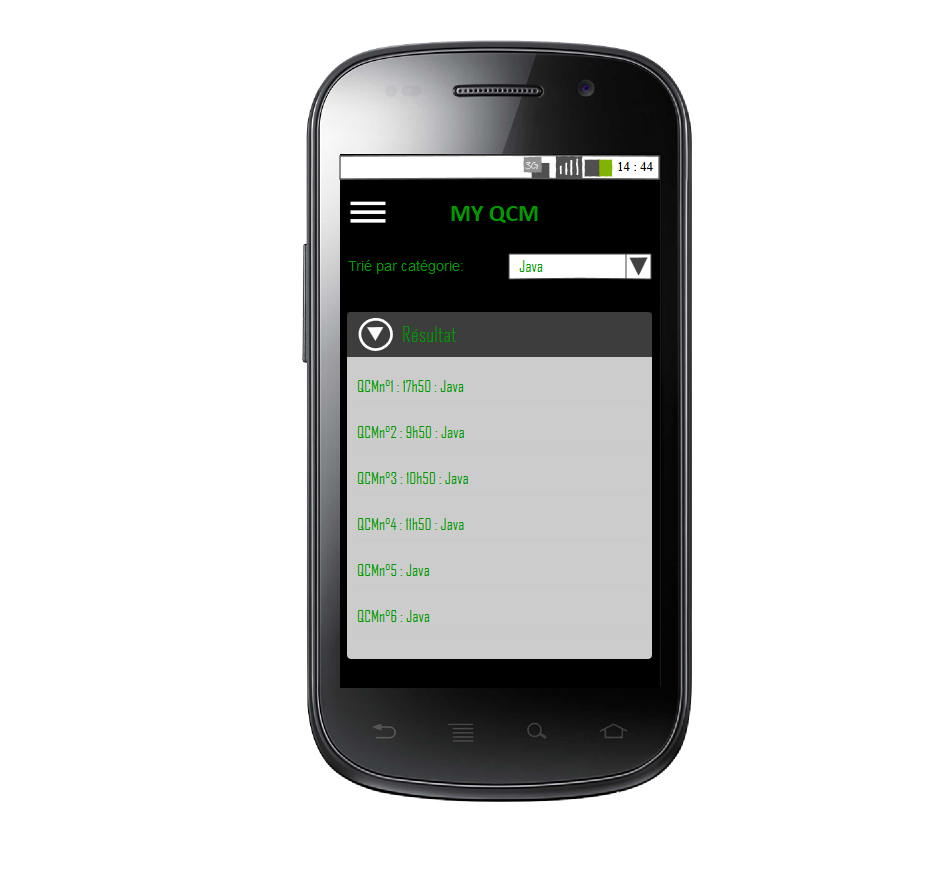 3G 14 : 44
MY QCM
Trié par catégorie: Java
Résultat
QCMn°1 : 17h50 : Java
QCMn°2 : 9h50 : Java
QCMn°3 : 10h50 : Java
QCMn°4 : 11h50 : Java
QCMn°5 : Java
QCMn°6 : Java